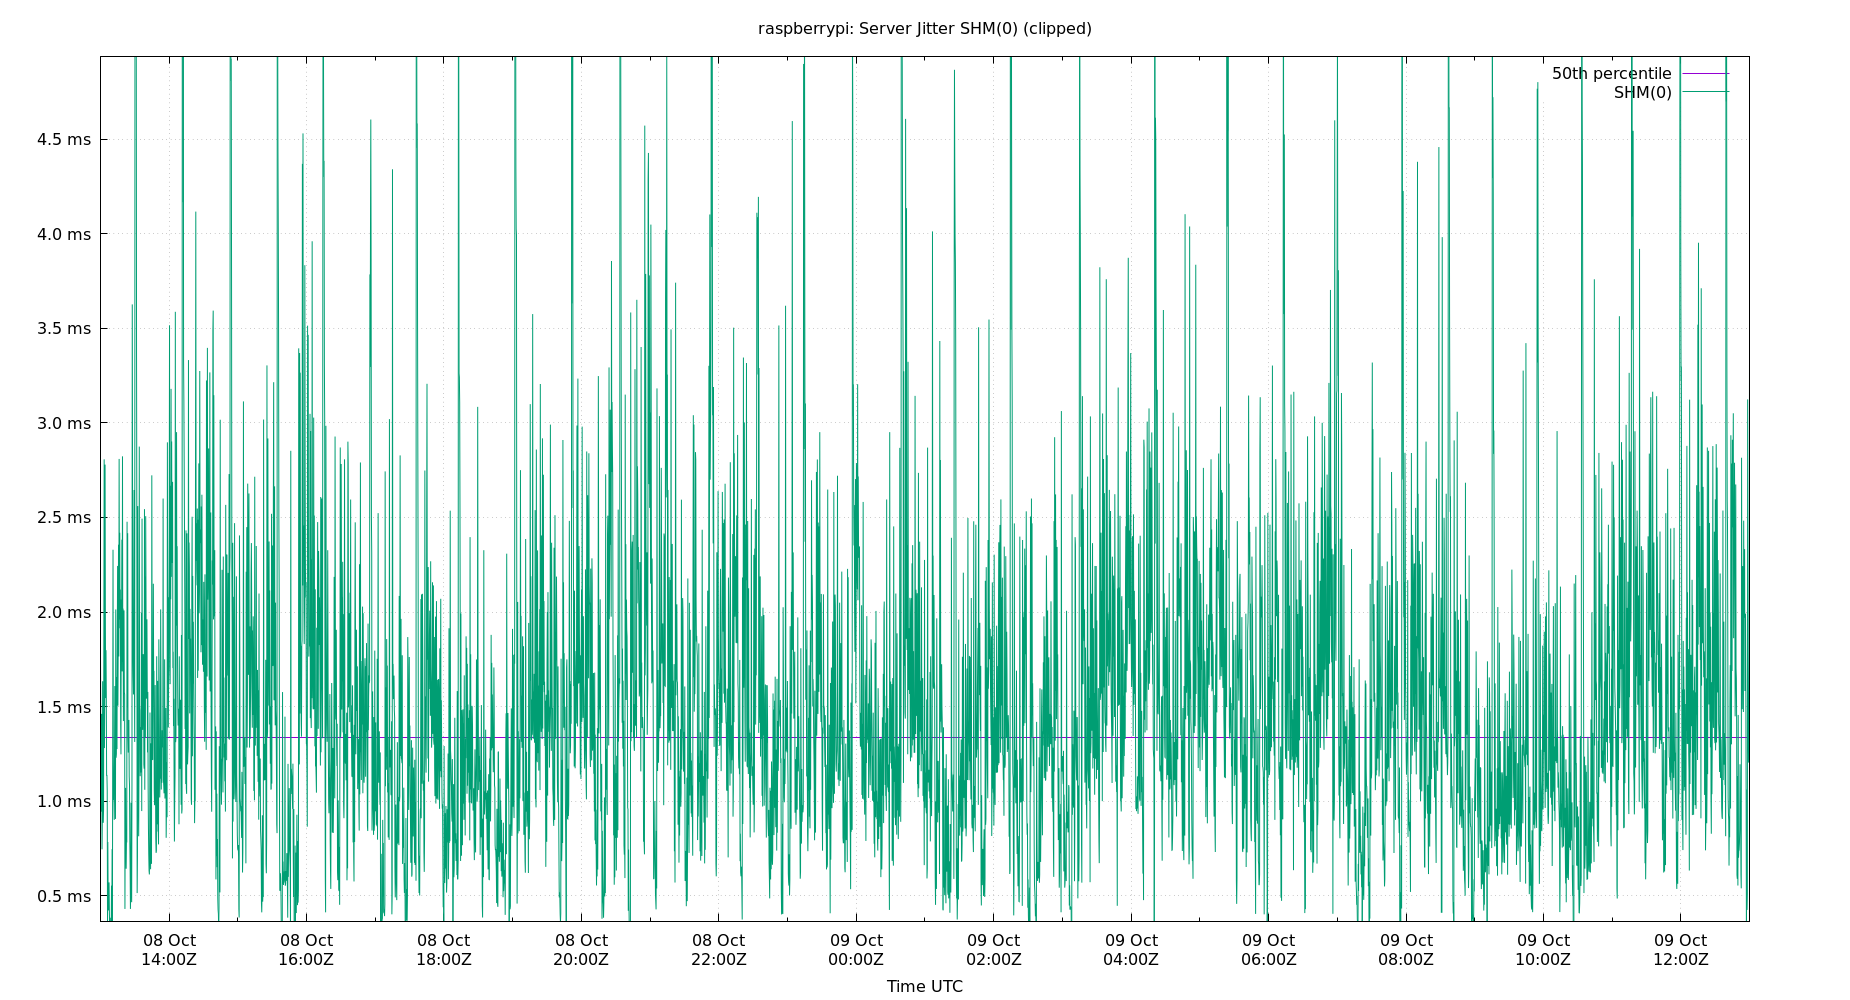 raspberrypi: Server Jitter SHM(0) (clipped)
50th percentile
SHM(0)
4.5 ms
4.0 ms
3.5 ms
3.0 ms
2.5 ms
2.0 ms
1.5 ms
1.0 ms
0.5 ms
08 Oct 08 Oct 08 Oct 08 Oct 08 Oct 09 Oct 09 Oct 09 Oct 09 Oct 09 Oct 09 Oct 09 Oct
14:00Z 16:00Z 18:00Z 20:00Z 22:00Z 00:00Z 02:00Z 04:00Z 06:00Z 08:00Z 10:00Z 12:00Z
Time UTC